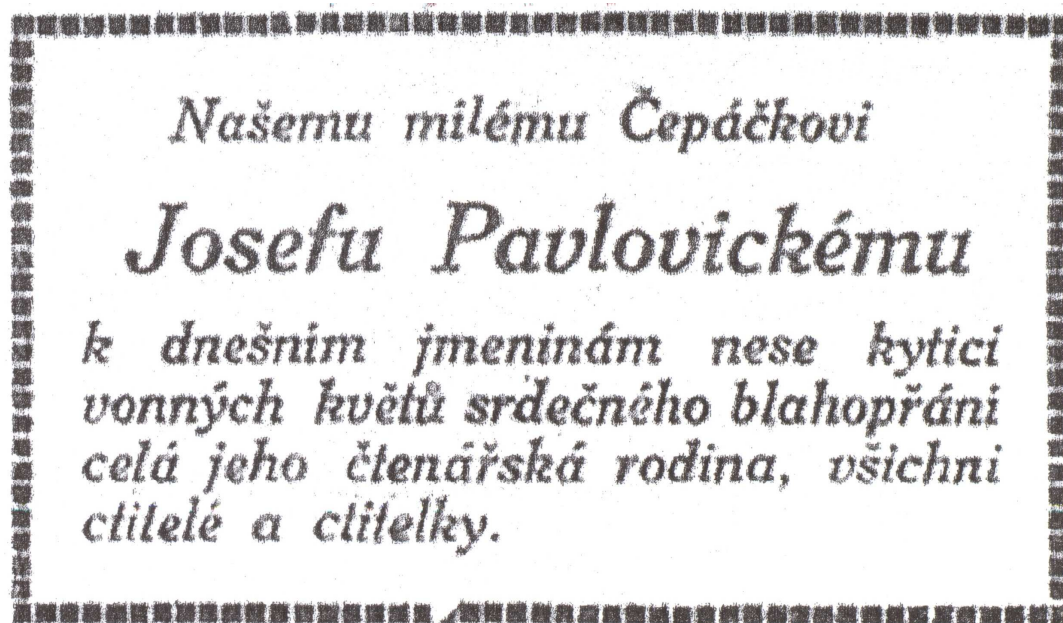 Našemu milému Čepáčkovi
Josefu Pavlovickému
k dnešním jmeninám nese kytici
vonných květů srdečného blahopřání
celá jeho čtenářská rodina, všichni
ctitelé a ctitelky.